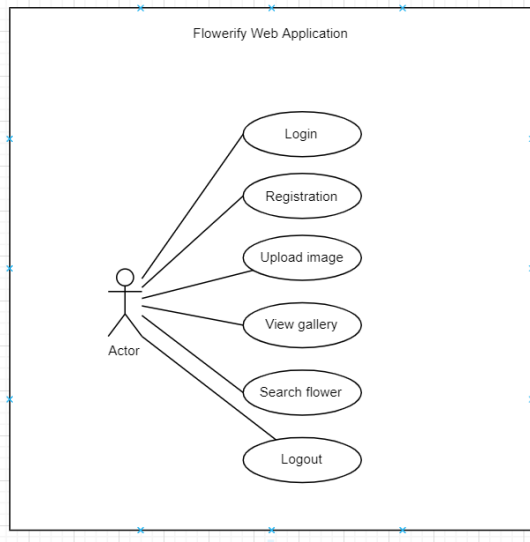 Flowerify Web Application
Login
Registration
Upload image
View gallery
Actor
Search flower
Logout